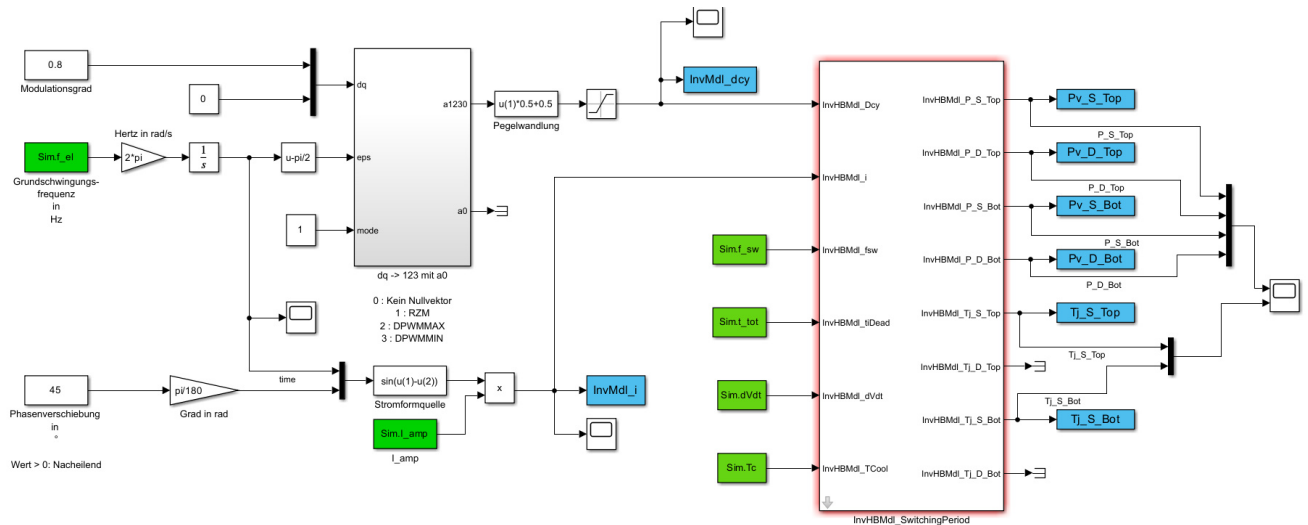 0.8
Modulationsgrad
0
Hertz in rad/s
Sim.f_el
2*pi
1
s
u-pi/2
Grundschwingungs-
frequenz
in
Hz
1
dq
eps
mode
a1230
a0
dq -> 123 mit a0
0 : Kein Nullvektor
1 : RZM
2 : DPWMMAX
3 : DPWMMIN
u(1)*0.5+0.5
Pegelwandlung
InvMdl_dcy
45
Phasenverschiebung
in
°
Wert > 0: Nacheilend
pi/180
Grad in rad
time
sin(u(1)-u(2))
Stromformquelle
Sim.I_amp
I_amp
x
InvMdl_i
Sim.f_sw
Sim.t_tot
Sim.dVdt
Sim.Tc
InvHBMdl_Dcy
InvHBMdl_i
InvHBMdl_fsw
InvHBMdl_tiDead
InvHBMdl_dVdt
InvHBMdl_TCool
InvHBMdl_P_S_Top
InvHBMdl_P_D_Top
InvHBMdl_P_S_Bot
InvHBMdl_P_D_Bot
InvHBMdl_Tj_S_Top
InvHBMdl_Tj_D_Top
InvHBMdl_Tj_S_Bot
InvHBMdl_Tj_D_Bot
InvHBMdl_SwitchingPeriod
Pv_S_Top
P_S_Top
Pv_D_Top
P_D_Top
Pv_S_Bot
P_S_Bot
Pv_D_Bot
P_D_Bot
Tj_S_Top
Tj_S_Top
Tj_S_Bot
Tj_S_Bot